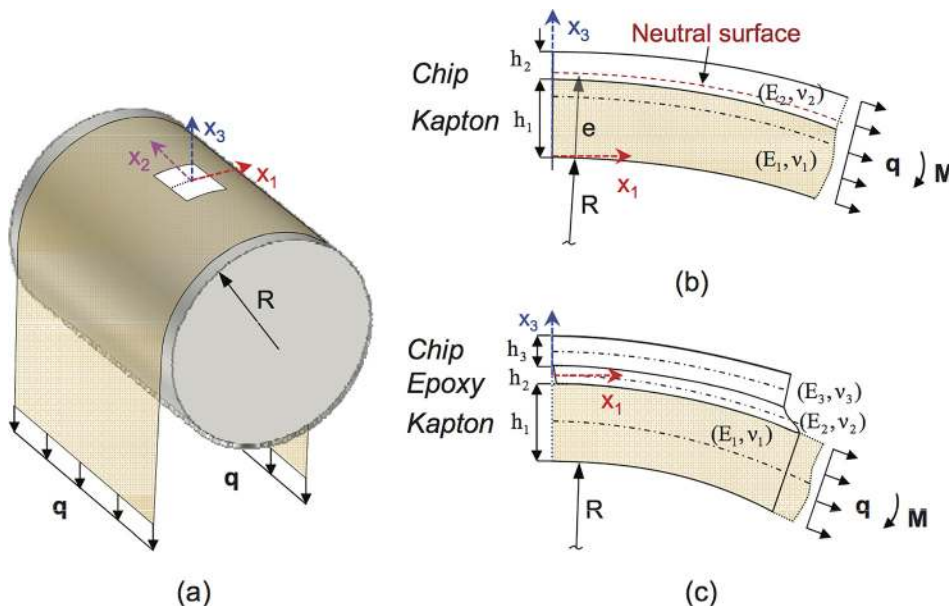 x₃
x₂
x₁
R
q
q
(a)
x₃
Neutral surface
h₂
Chip
(E₂, ν₂)
Kapton
h₁
e
(E₁, ν₁)
q
M
x₁
R
(b)
x₃
Chip
h₃
Epoxy
h₂
x₁
(E₃, ν₃)
(E₂, ν₂)
Kapton
h₁
(E₁, ν₁)
q
M
R
(c)